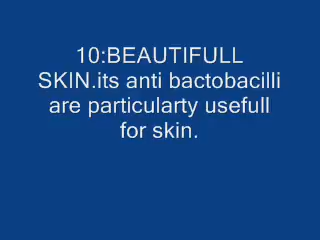 10:BEAUTIFULL
SKIN.its anti bactobacilli
are particularty usefull
for skin.